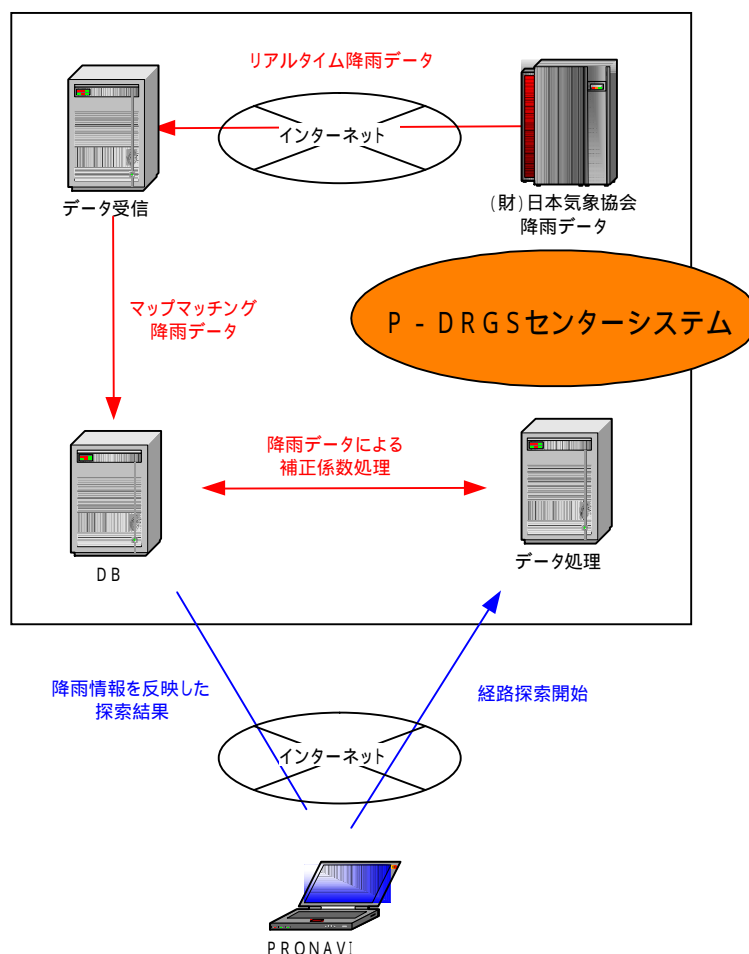 リアルタイム降雨データ
インターネット
データ受信
(財)日本気象協会
降雨データ
マップマッチング
降雨データ
P-DRGSセンターシステム
降雨データによる
補正係数処理
DB
データ処理
降雨情報を反映した
探索結果
経路探索開始
インターネット
PRONAVI